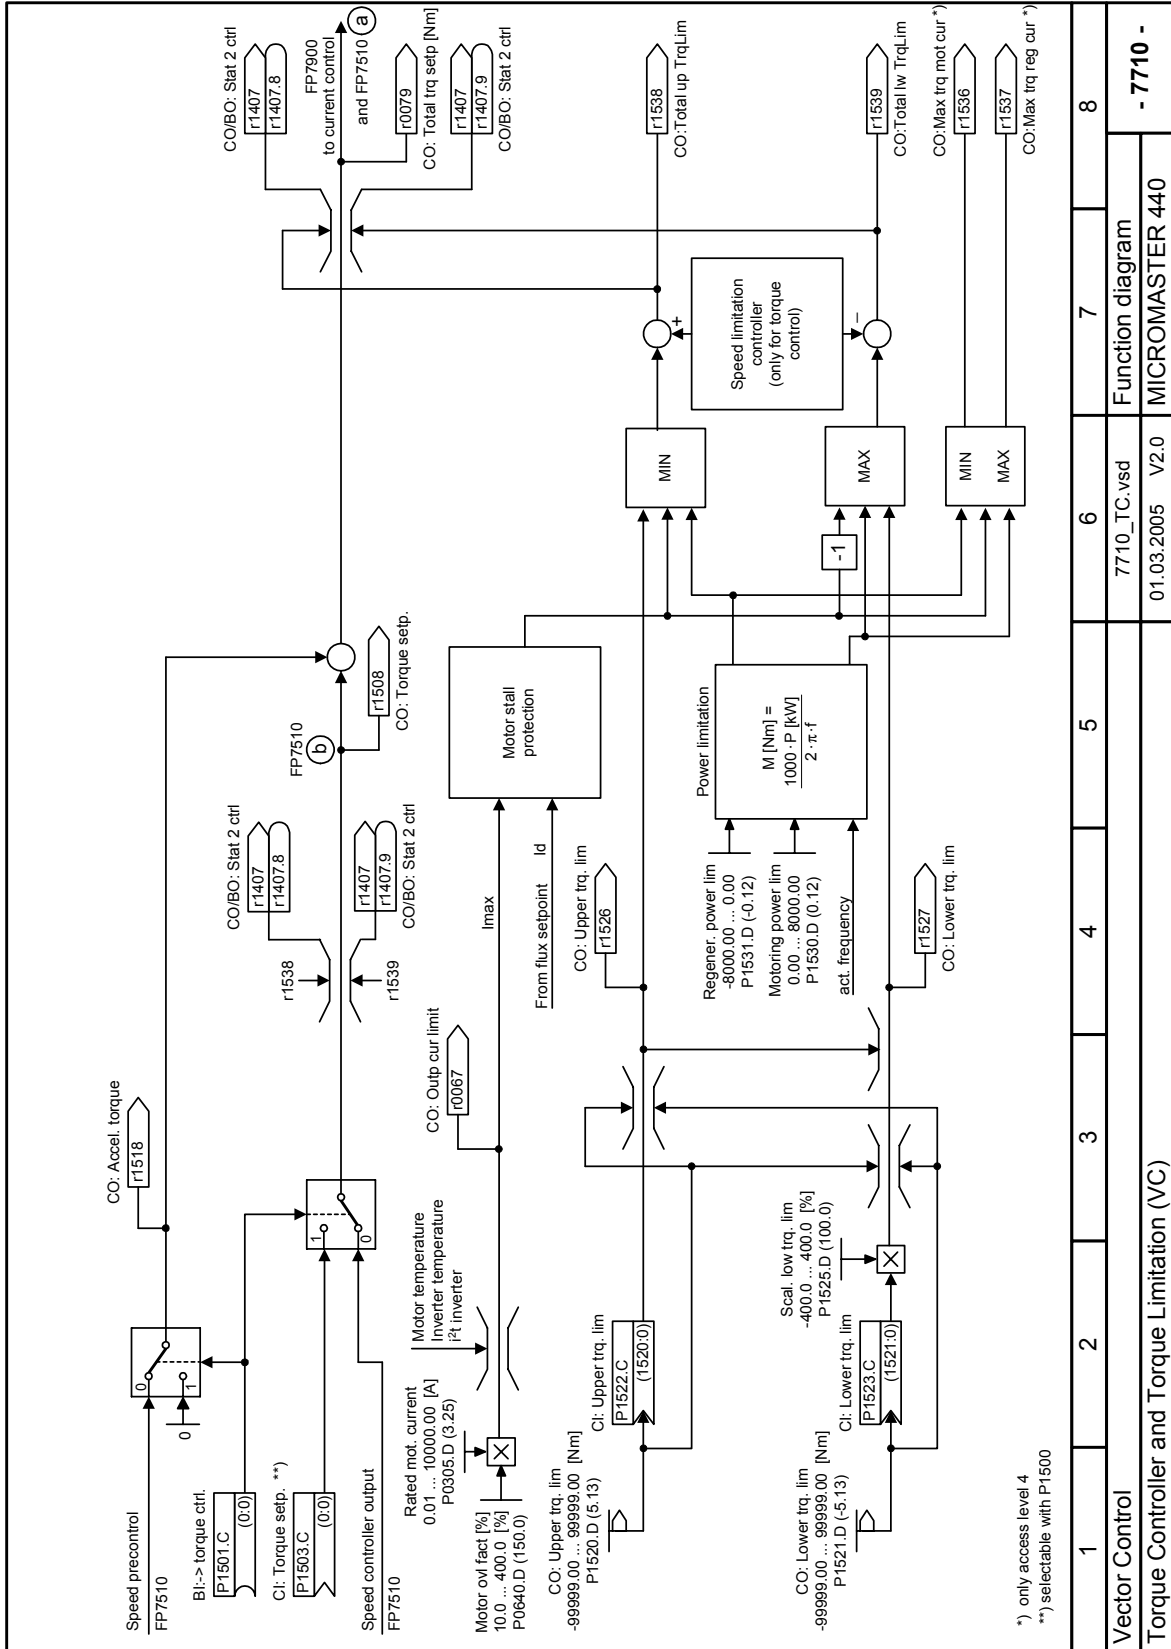 Speed precontrol
FP7510
0
1
0
BI:-> torque ctrl.
P1501.C
(0:0)
CI: Torque setp. **)
P1503.C
(0:0)
Speed controller output
FP7510
1
0
CO: Accel. torque
r1518
r1538
r1539
CO/BO: Stat 2 ctrl
r1407
r1407.8
r1407
r1407.9
CO/BO: Stat 2 ctrl
FP7510
b
r1508
CO: Torque setp.
CO/BO: Stat 2 ctrl
r1407
r1407.8
FP7900
to current control
and FP7510
a
r0079
CO: Total trq setp [Nm]
r1407
r1407.9
CO/BO: Stat 2 ctrl
Motor ovl fact [%]
10.0 ... 400.0 [%]
P0640.D (150.0)
Rated mot. current
0.01 ... 10000.00 [A]
P0305.D (3.25)
Motor temperature
Inverter temperature
i²t inverter
CO: Outp cur limit
r0067
Imax
From flux setpoint
Id
Motor stall
protection
CO: Upper trq. lim
-99999.00 ... 99999.00 [Nm]
P1520.D (5.13)
CI: Upper trq. lim
P1522.C
(1520:0)
CO: Upper trq. lim
r1526
Regener. power lim
-8000.00 ... 0.00
P1531.D (-0.12)
Motoring power lim
0.00 ... 8000.00
P1530.D (0.12)
act. frequency
Power limitation
M [Nm] =
1000 · P [kW]
2 · π · f
MIN
+
r1538
CO:Total up TrqLim
Speed limitation
controller
(only for torque
control)
CO: Lower trq. lim
-99999.00 ... 99999.00 [Nm]
P1521.D (-5.13)
CI: Lower trq. lim
P1523.C
(1521:0)
Scal. low trq. lim
-400.0 ... 400.0 [%]
P1525.D (100.0)
r1527
CO: Lower trq. lim
-1
MAX
–
r1539
CO:Total lw TrqLim
MIN
MAX
CO:Max trq mot cur *)
r1536
r1537
CO:Max trq reg cur *)
*) only access level 4
**) selectable with P1500
1
2
3
4
5
6
7
8
Vector Control
7710_TC.vsd
Function diagram
- 7710 -
Torque Controller and Torque Limitation (VC)
01.03.2005
V2.0
MICROMASTER 440